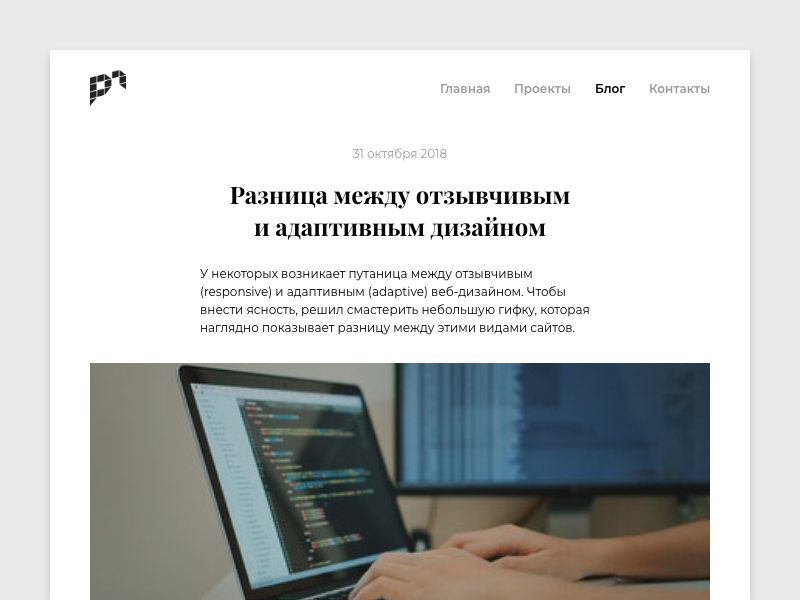 Главная Проекты Блог Контакты
31 октября 2018
Разница между отзывчивым
и адаптивным дизайном
У некоторых возникает путаница между отзывчивым
(responsive) и адаптивным (adaptive) веб-дизайном. Чтобы
внести ясность, решил смастерить небольшую гифку, которая
наглядно показывает разницу между этими видами сайтов.